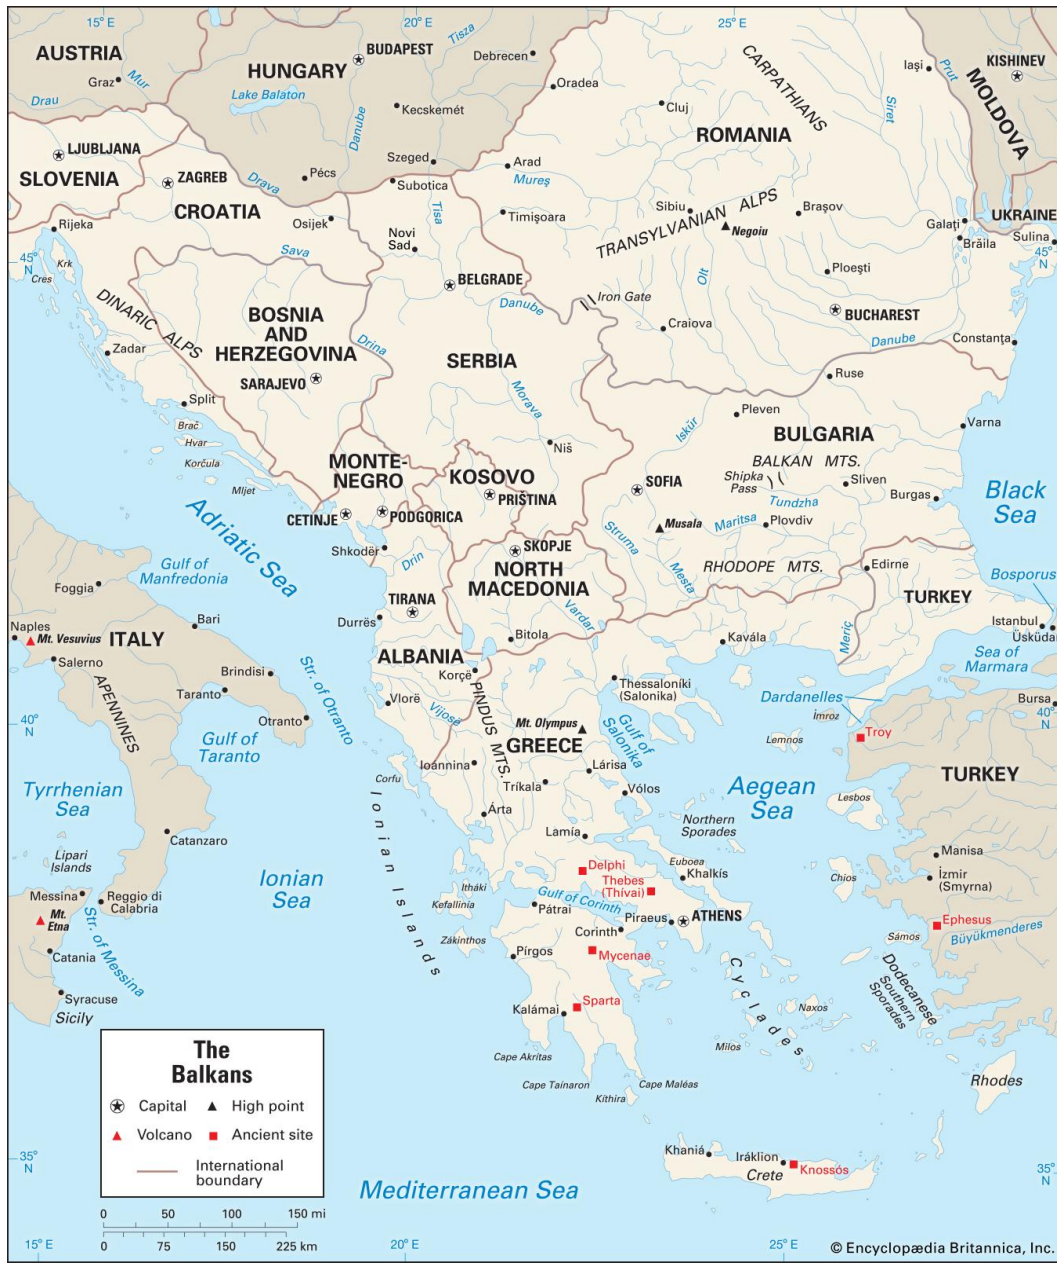 15° E
20° E
25° E
AUSTRIA
Graz
Mur
Drau
HUNGARY
BUDAPEST
Lake Balaton
Danube
Kecskemét
Tisza
Debrecen
Szeged
Pécs
Oradea
Cluj
CARPATHIANS
ROMANIA
Siret
Iaşi
Prut
KISHINEV
MOLDOVA
LJUBLJANA
SLOVENIA
ZAGREB
CROATIA
Drava
Osijek
Subotica
Tisa
Arad
Mureş
Timişoara
Sibiu
TRANSYLVANIAN ALPS
Negoiu
Braşov
Galaţi
Brăila
UKRAINE
Sulina
Rijeka
45°
N
Krk
Cres
Sava
Novi
Sad
BELGRADE
Danube
Iron Gate
Olt
Ploeşti
45°
N
BUCHAREST
Craiova
Danube
Constanţa
DINARIC ALPS
Zadar
BOSNIA
AND
HERZEGOVINA
SARAJEVO
Drina
SERBIA
Morava
Niš
Ruse
Pleven
Iskŭr
BULGARIA
BALKAN MTS.
Shipka
Pass
Sliven
Varna
Burgas
Black
Sea
Split
Brač
Hvar
Korčula
Mljet
MONTE-
NEGRO
CETINJE
PODGORICA
KOSOVO
PRIŠTINA
SOFIA
Musala
Maritsa
Tundzha
Plovdiv
Struma
Mesta
RHODOPE MTS.
Edirne
Adriatic Sea
Shkodër
Drin
SKOPJE
NORTH
MACEDONIA
Vardar
Bitola
TURKEY
Bosporus
Istanbul
Üsküdar
Gulf of
Manfredonia
Foggia
Bari
Naples
Mt. Vesuvius
ITALY
Salerno
APENNINES
Brindisi
Taranto
Otranto
Str. of Otranto
Gulf of
Taranto
TIRANA
Durrës
ALBANIA
Korçë
Vlorë
Vijosë
PINDUS MTS.
Thessaloníki
(Salonika)
Kavála
Meriç
Sea of
Marmara
Bursa
Dardanelles
İmroz
Troy
Lemnos
40°
N
40°
N
Mt. Olympus
GREECE
Gulf of
Salonika
Ioánnina
Corfu
Tríkala
Lárisa
Vólos
Árta
Lamía
Northern
Sporades
Aegean
Sea
Lesbos
TURKEY
Manisa
İzmir
(Smyrna)
Chios
Tyrrhenian
Sea
Lipari
Islands
Catanzaro
Messina
Reggio di
Calabria
Mt.
Etna
Catania
Str. of Messina
Syracuse
Sicily
Ionian
Sea
Ionian Islands
Itháki
Kefallinía
Zákinthos
Delphi
Thebes
(Thívai)
Euboea
Khalkís
Gulf of Corinth
Pátrai
Piraeus
ATHENS
Corinth
Mycenae
Pírgos
Kalámai
Sparta
Cape Akrítas
Cape Taínaron
Cape Maléas
Kíthira
Cyclades
Mílos
Naxos
Ephesus
Büyükmenderes
Sámos
Dodecanese
Southern
Sporades
Rhodes
Khaniá
Iráklion
Crete
Knossós
35°
N
35°
N
Mediterranean Sea
The
Balkans
Capital
High point
Volcano
Ancient site
International
boundary
0 50 100 150 mi
0 75 150 225 km
15° E
20° E
25° E
© Encyclopædia Britannica, Inc.